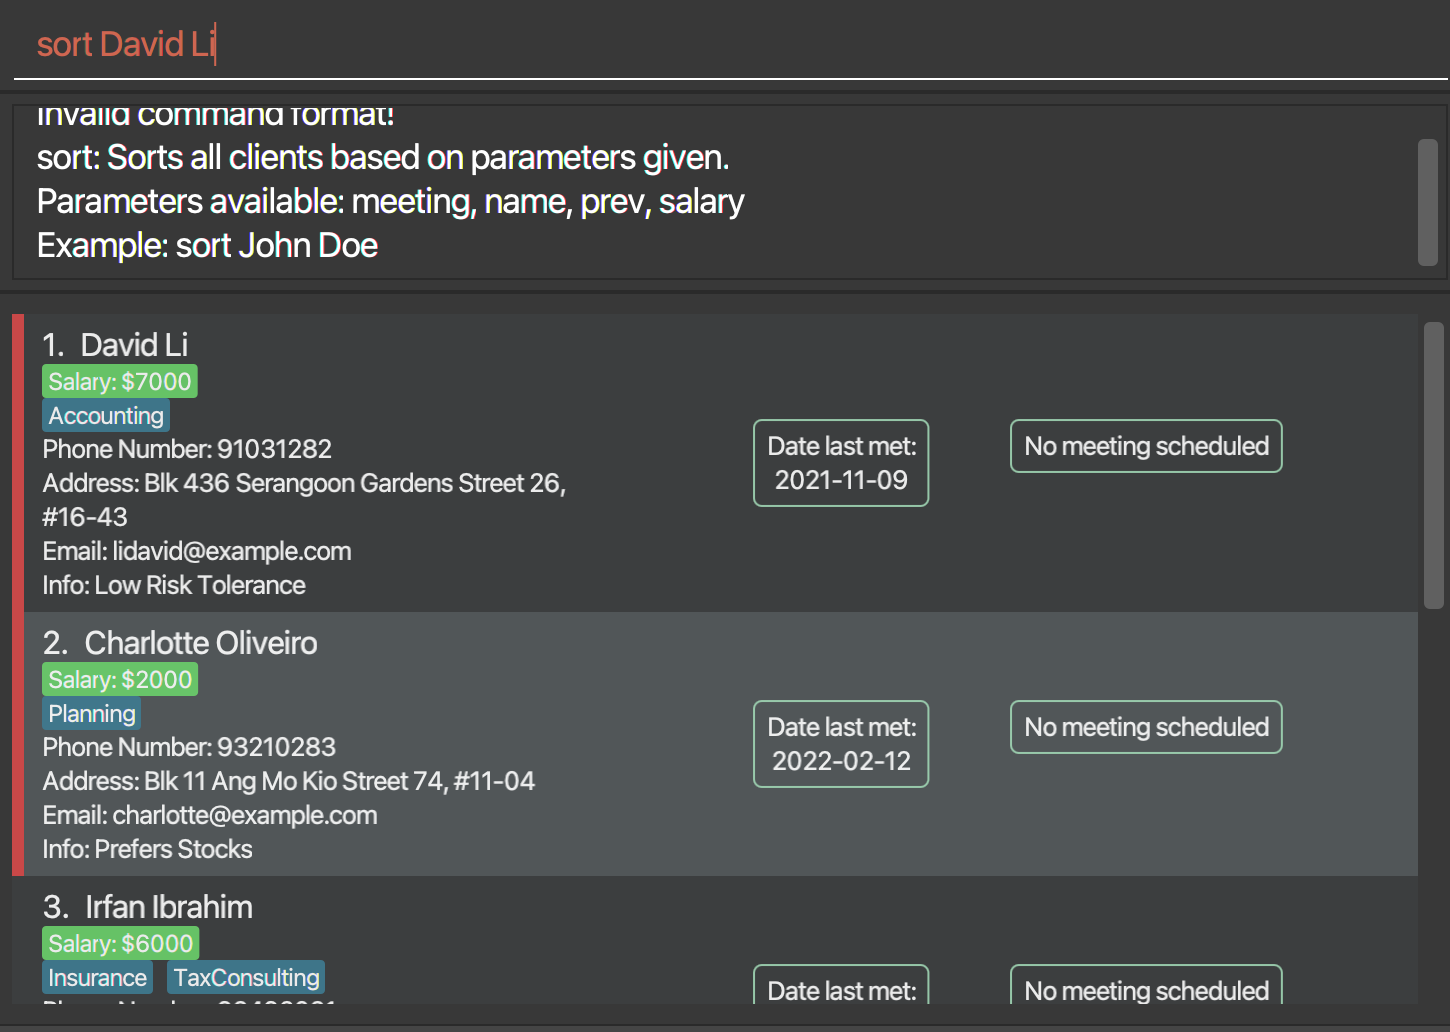 sort David Li
Invalid command format!
sort: Sorts all clients based on parameters given.
Parameters available: meeting, name, prev, salary
Example: sort John Doe
1. David Li
Salary: $7000
Accounting
Phone Number: 91031282
Address: Blk 436 Serangoon Gardens Street 26,
#16-43
Email: lidavid@example.com
Info: Low Risk Tolerance
Date last met:
2021-11-09
No meeting scheduled
2. Charlotte Oliveiro
Salary: $2000
Planning
Phone Number: 93210283
Address: Blk 11 Ang Mo Kio Street 74, #11-04
Email: charlotte@example.com
Info: Prefers Stocks
Date last met:
2022-02-12
No meeting scheduled
3. Irfan Ibrahim
Salary: $6000
Insurance TaxConsulting
Date last met:
No meeting scheduled